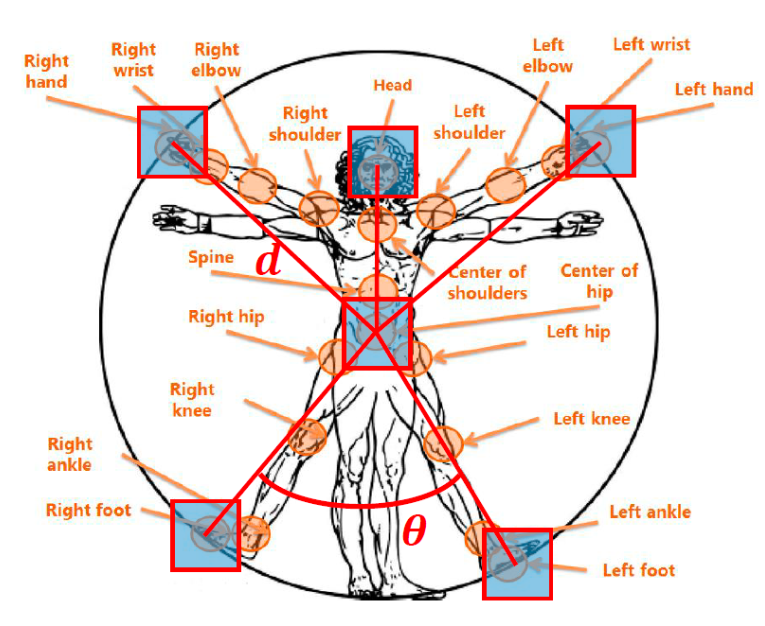 Right
hand
Right
wrist
Right
elbow
Head
Left
elbow
Left wrist
Left hand
Right
shoulder
Left
shoulder
Spine
d
Center of
shoulders
Center of
hip
Right hip
Left hip
Right
knee
Left knee
Right
ankle
Right foot
θ
Left ankle
Left foot